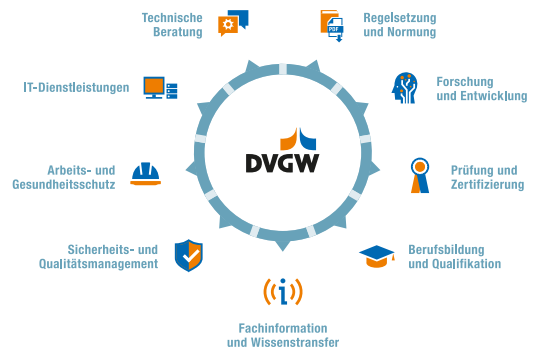 Technische
Beratung
PDF
Regelsetzung
und Normung
IT-Dienstleistungen
Forschung
und Entwicklung
DVGW
Arbeits- und
Gesundheitsschutz
Prüfung und
Zertifizierung
Sicherheits- und
Qualitätsmanagement
Berufsbildung
und Qualifikation
Fachinformation
und Wissenstransfer